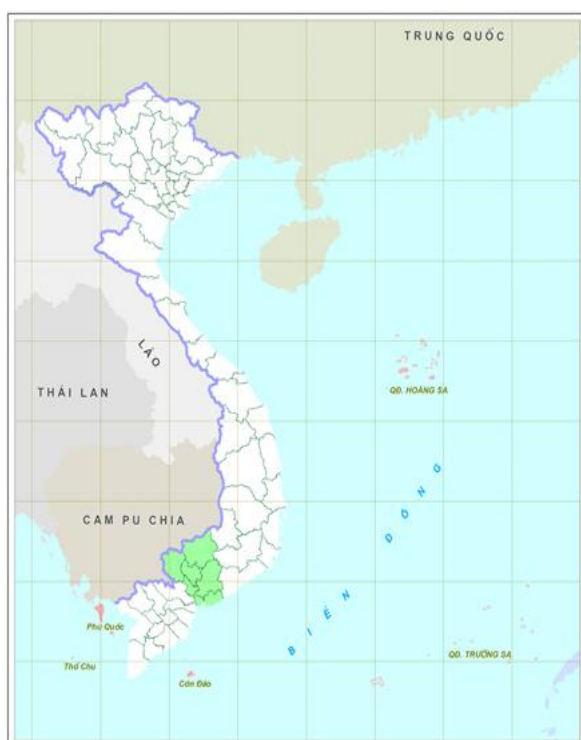 TRUNG QUỐC
LÀO
THÁI LAN
QĐ. HOÀNG SA
CAM PU CHIA
BIỂN ĐÔNG
Phú Quốc
Thổ Chu
Côn Đảo
QĐ. TRƯỜNG SA